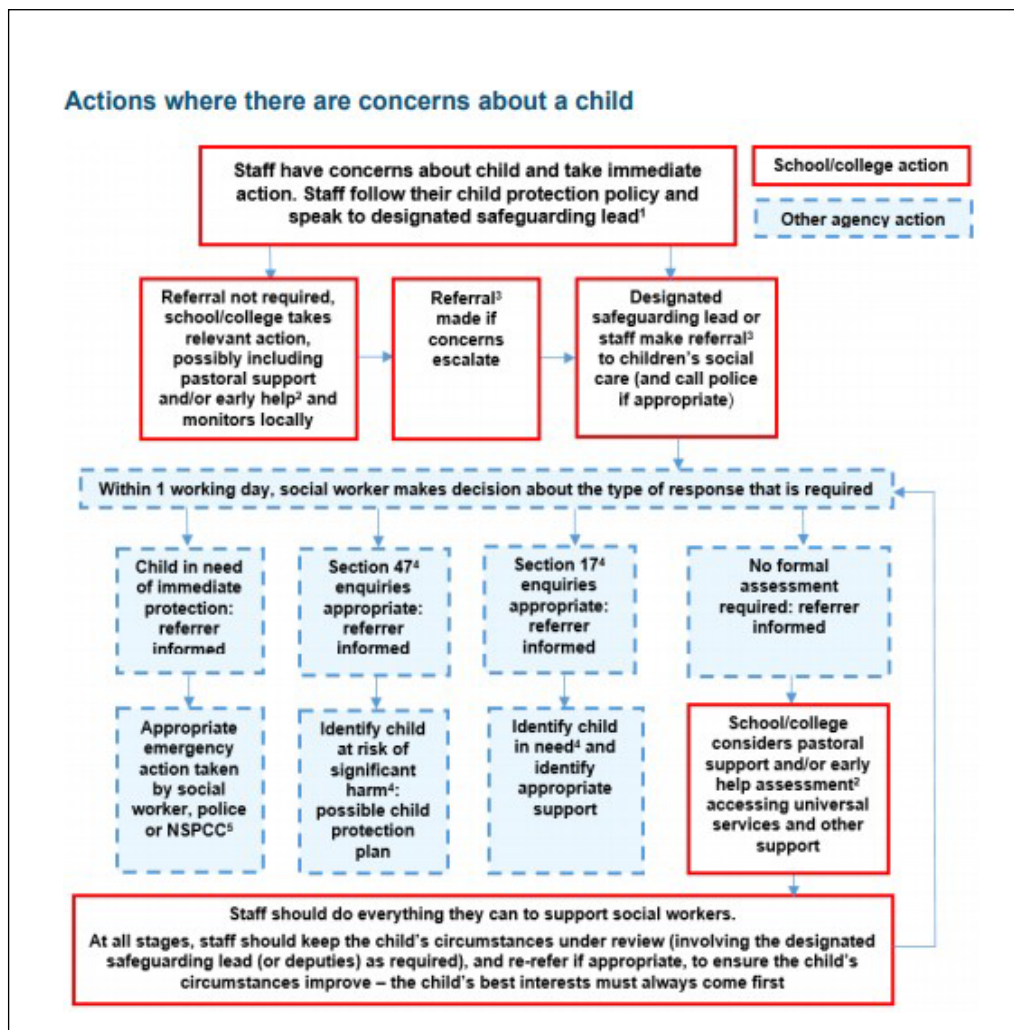 Actions where there are concerns about a child
Staff have concerns about child and take immediate
action. Staff follow their child protection policy and
speak to designated safeguarding lead¹
School/college action
Other agency action
Referral not required,
school/college takes
relevant action,
possibly including
pastoral support
and/or early help² and
monitors locally
Referral³
made if
concerns
escalate
Designated
safeguarding lead or
staff make referral³
to children's social
care (and call police
if appropriate)
Within 1 working day, social worker makes decision about the type of response that is required
Child in need
of immediate
protection:
referrer
informed
Section 47⁴
enquiries
appropriate:
referrer
informed
Section 17⁴
enquiries
appropriate:
referrer
informed
No formal
assessment
required: referrer
informed
Appropriate
emergency
action taken
by social
worker, police
or NSPCC⁵
Identify child
at risk of
significant
harm⁴:
possible child
protection
plan
Identify child
in need⁴ and
identify
appropriate
support
School/college
considers pastoral
support and/or early
help assessment²
accessing universal
services and other
support
Staff should do everything they can to support social workers.
At all stages, staff should keep the child's circumstances under review (involving the designated
safeguarding lead (or deputies) as required), and re-refer if appropriate, to ensure the child's
circumstances improve – the child's best interests must always come first